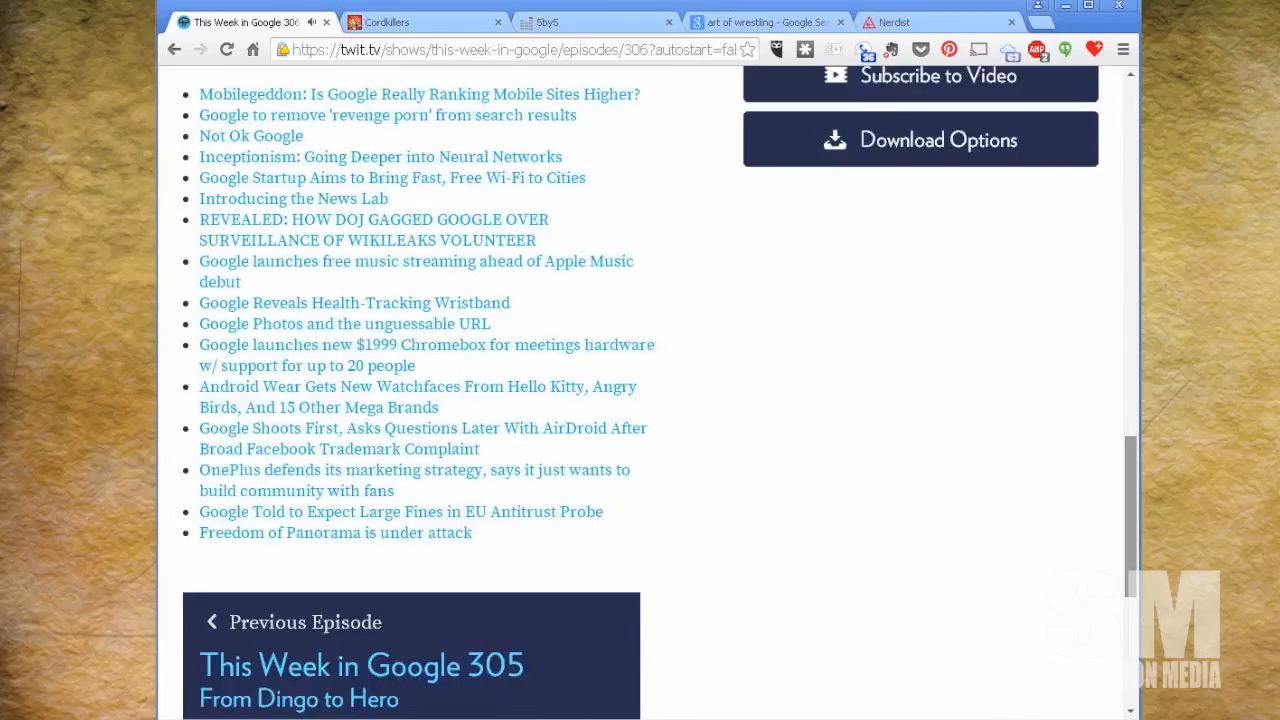 This Week in Google 306
Cordkillers
5by5
art of wrestling - Google Se
Nerdist
https://twit.tv/shows/this-week-in-google/episodes/306?autostart=fal
36
ABP
2
Mobilegeddon: Is Google Really Ranking Mobile Sites Higher?
Google to remove 'revenge porn' from search results
Not Ok Google
Inceptionism: Going Deeper into Neural Networks
Google Startup Aims to Bring Fast, Free Wi-Fi to Cities
Introducing the News Lab
REVEALED: HOW DOJ GAGGED GOOGLE OVER
SURVEILLANCE OF WIKILEAKS VOLUNTEER
Google launches free music streaming ahead of Apple Music
debut
Google Reveals Health-Tracking Wristband
Google Photos and the unguessable URL
Google launches new $1999 Chromebox for meetings hardware
w/ support for up to 20 people
Android Wear Gets New Watchfaces From Hello Kitty, Angry
Birds, And 15 Other Mega Brands
Google Shoots First, Asks Questions Later With AirDroid After
Broad Facebook Trademark Complaint
OnePlus defends its marketing strategy, says it just wants to
build community with fans
Google Told to Expect Large Fines in EU Antitrust Probe
Freedom of Panorama is under attack
Subscribe to Video
Download Options
Previous Episode
This Week in Google 305
From Dingo to Hero
SM
ON MEDIA